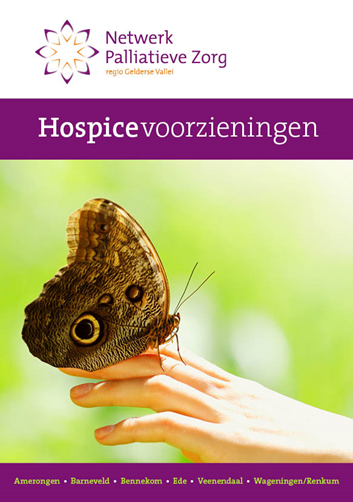 Netwerk
Palliatieve Zorg
regio Gelderse Vallei
Hospicevoorzieningen
Amerongen • Barneveld • Bennekom • Ede • Veenendaal • Wageningen/Renkum